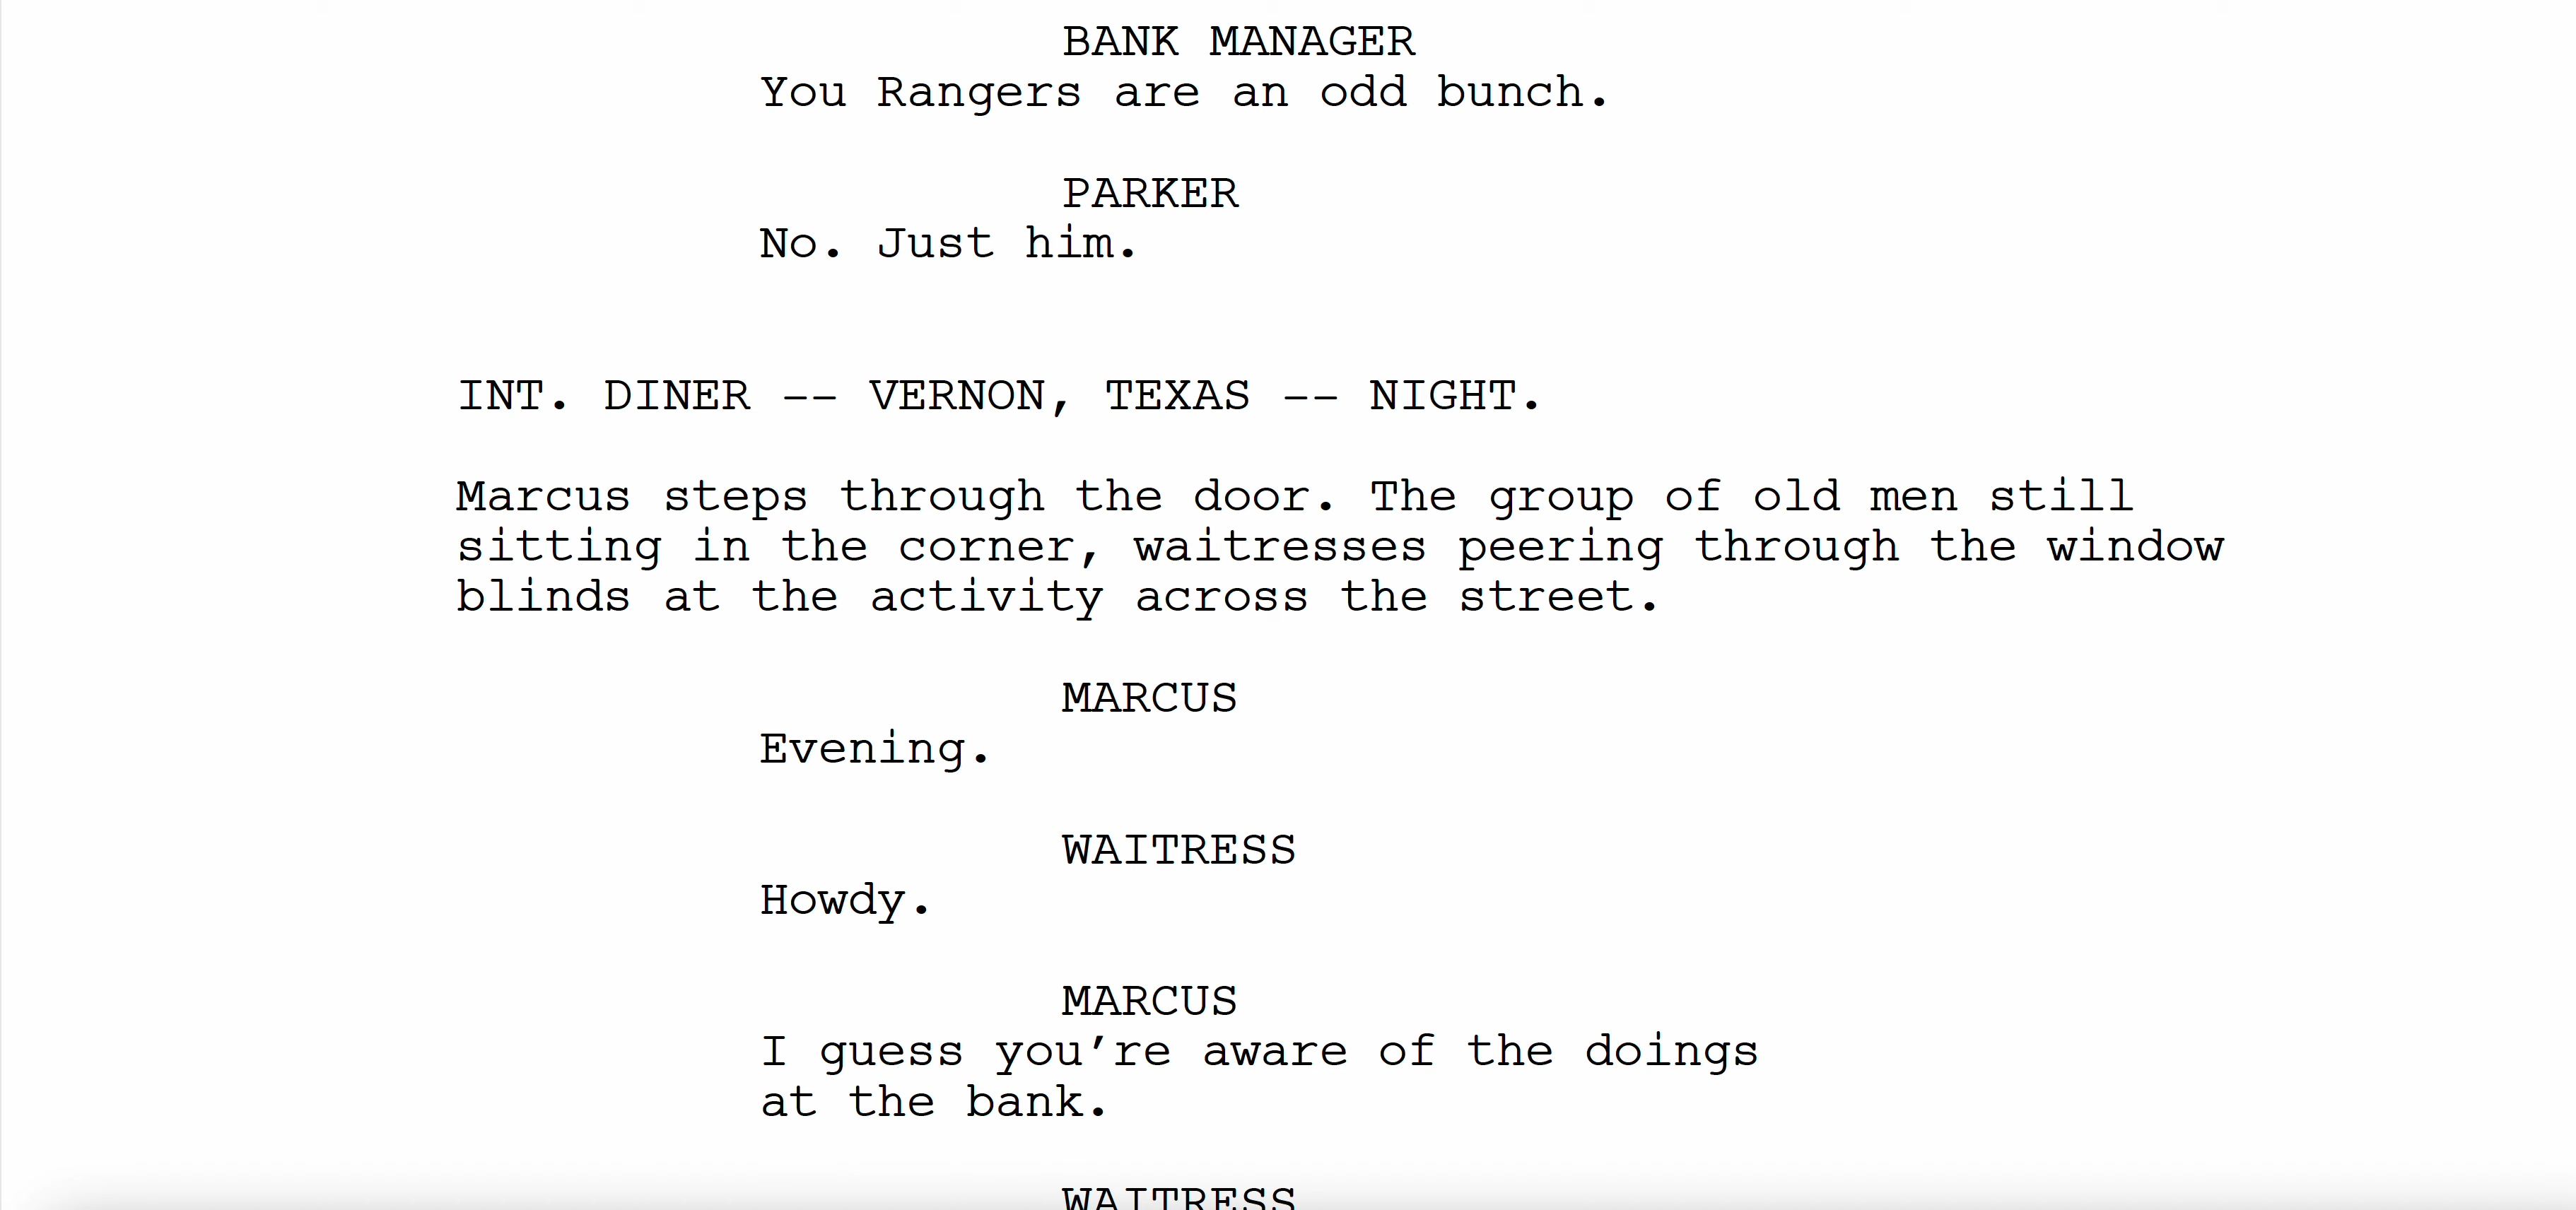 BANK MANAGER
You Rangers are an odd bunch.
PARKER
No. Just him.
INT. DINER -- VERNON, TEXAS -- NIGHT.
Marcus steps through the door. The group of old men still
sitting in the corner, waitresses peering through the window
blinds at the activity across the street.
MARCUS
Evening.
WAITRESS
Howdy.
MARCUS
I guess you’re aware of the doings
at the bank.
WAITRESS